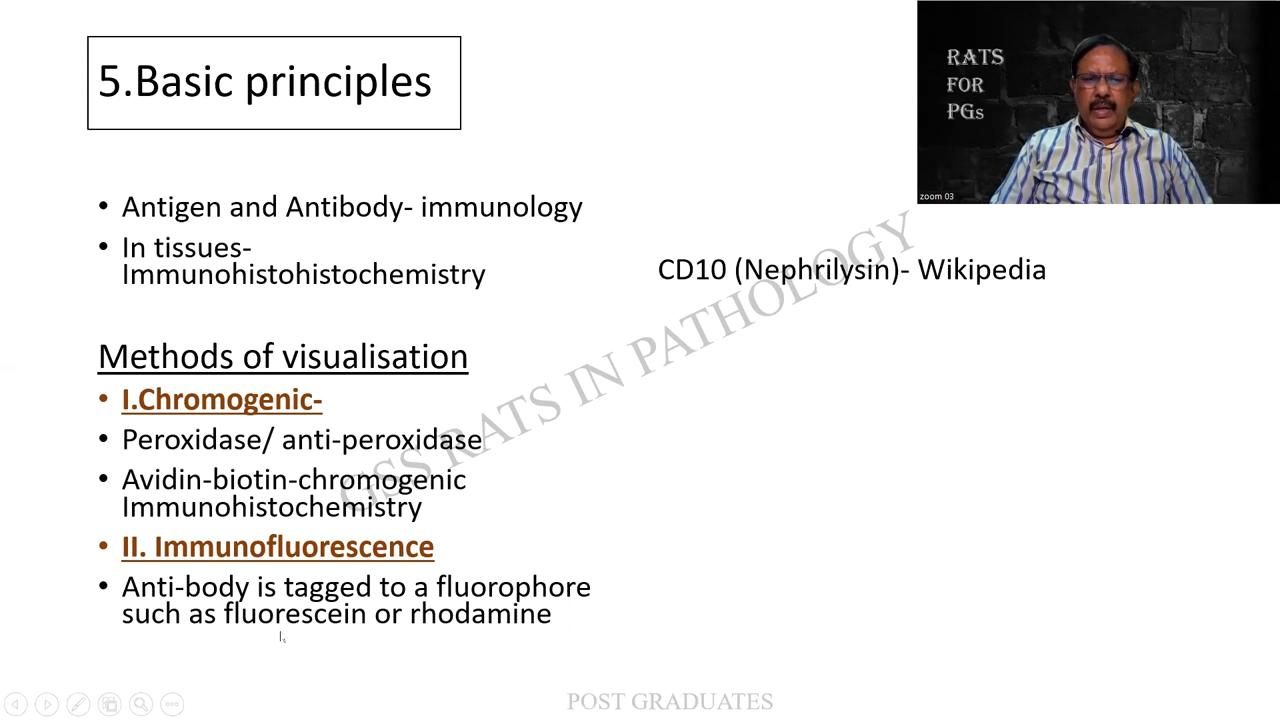 5.Basic principles
RATS
FOR
PGs
zoom 03
• Antigen and Antibody- immunology
• In tissues-
Immunohistohistochemistry
CD10 (Nephrilysin)- Wikipedia
Methods of visualisation
• I.Chromogenic-
• Peroxidase/ anti-peroxidase
• Avidin-biotin-chromogenic
Immunohistochemistry
• II. Immunofluorescence
• Anti-body is tagged to a fluorophore
such as fluorescein or rhodamine
GSS RATS IN PATHOLOGY
POST GRADUATES